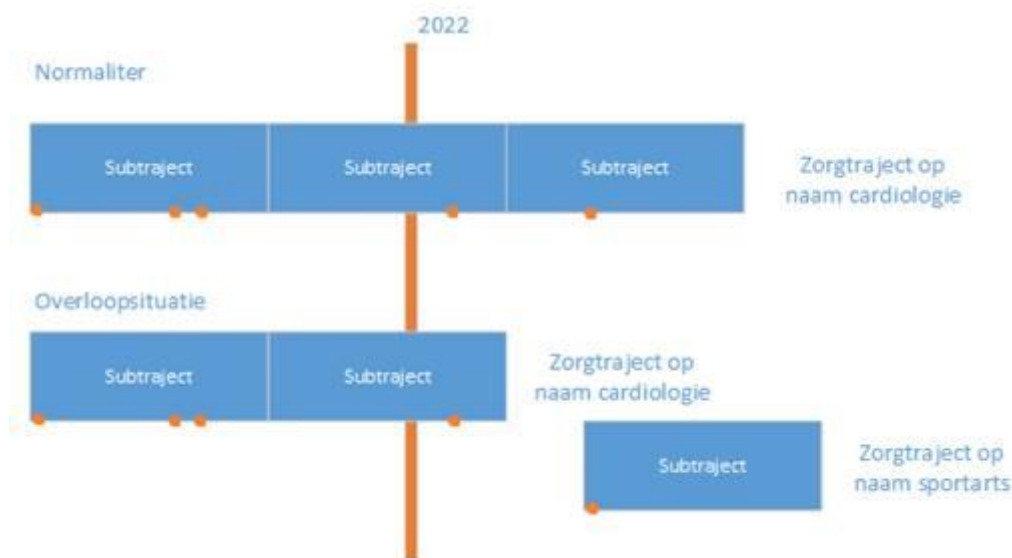 2022
Normaliter
Subtraject
Subtraject
Subtraject
Zorgtraject op
naam cardiologie
Overloopsituatie
Subtraject
Subtraject
Zorgtraject op
naam cardiologie
Subtraject
Zorgtraject op
naam sportarts